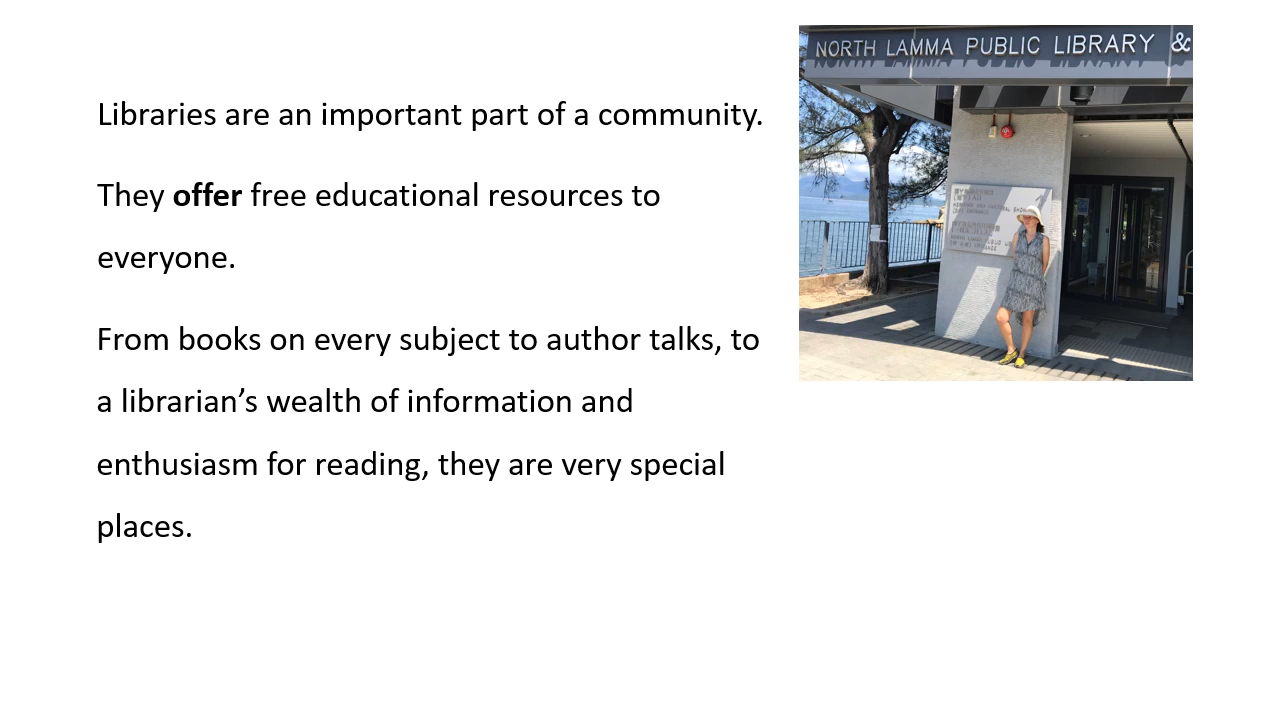 Libraries are an important part of a community.
They offer free educational resources to
everyone.
From books on every subject to author talks, to
a librarian’s wealth of information and
enthusiasm for reading, they are very special
places.
NORTH LAMMA PUBLIC LIBRARY &